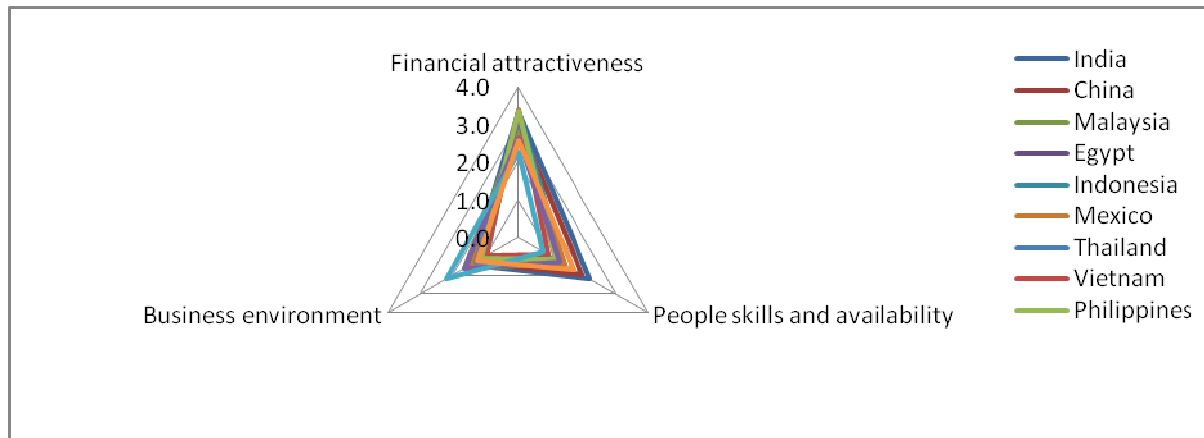 Financial attractiveness
4.0
3.0
2.0
1.0
0.0
Business environment
People skills and availability
India
China
Malaysia
Egypt
Indonesia
Mexico
Thailand
Vietnam
Philippines